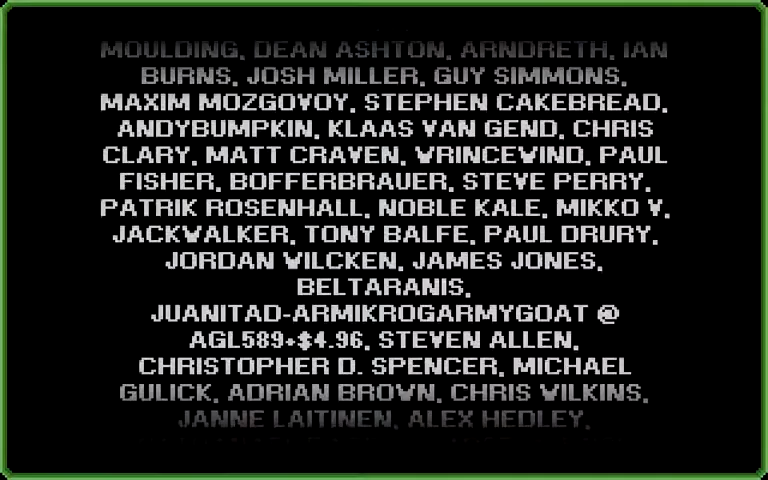 MOULDING, DEAN ASHTON, ARNDRETH, IAN
BURNS, JOSH MILLER, GUY SIMMONS,
MAXIM MOZGOVOY, STEPHEN CAKEBREAD,
ANDYBUMPKIN, KLAAS VAN GEND, CHRIS
CLARY, MATT CRAVEN, WRINCEWIND, PAUL
FISHER, BOFFERBRAUER, STEVE PERRY,
PATRIK ROSENHALL, NOBLE KALE, MIKKO V,
JACKWALKER, TONY BALFE, PAUL DRURY,
JORDAN WILCKEN, JAMES JONES,
BELTARANIS,
JUANITAD-ARMIKROGARMYGOAT @
AGL589+$4.96, STEVEN ALLEN,
CHRISTOPHER D. SPENCER, MICHAEL
GULICK, ADRIAN BROWN, CHRIS WILKINS,
JANNE LAITINEN, ALEX HEDLEY,